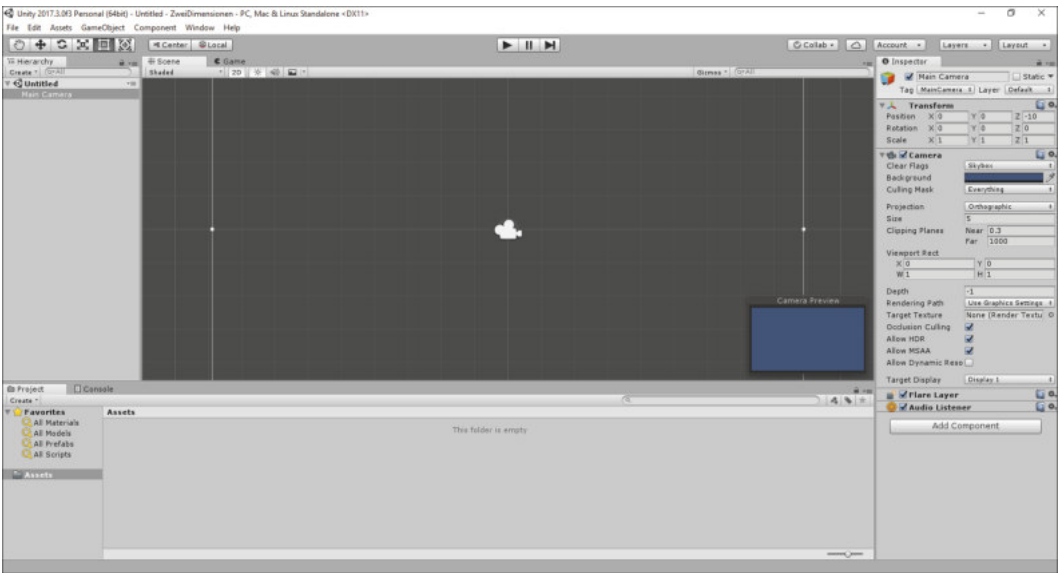 Unity 2017.3.0f3 Personal (64bit) - Untitled - ZweiDimensionen - PC, Mac & Linux Standalone <DX11>
File Edit Assets GameObject Component Window Help
Center Local Collab Account Layers Layout
Hierarchy
Create All
Untitled
Main Camera
Scene Game
Shaded 2D Gizmos All
Camera Preview
Inspector
Main Camera Static
Tag MainCamera Layer Default
Transform
Position X 0 Y 0 Z -10
Rotation X 0 Y 0 Z 0
Scale X 1 Y 1 Z 1
Camera
Clear Flags Skybox
Background
Culling Mask Everything
Projection Orthographic
Size 5
Clipping Planes Near 0.3
Far 1000
Viewport Rect
X 0 Y 0
W 1 H 1
Depth -1
Rendering Path Use Graphics Settings
Target Texture None (Render Textu
Occlusion Culling
Allow HDR
Allow MSAA
Allow Dynamic Reso
Target Display Display 1
Flare Layer
Audio Listener
Add Component
Project Console
Create
Favorites
All Materials
All Models
All Prefabs
All Scripts
Assets
Assets
This folder is empty